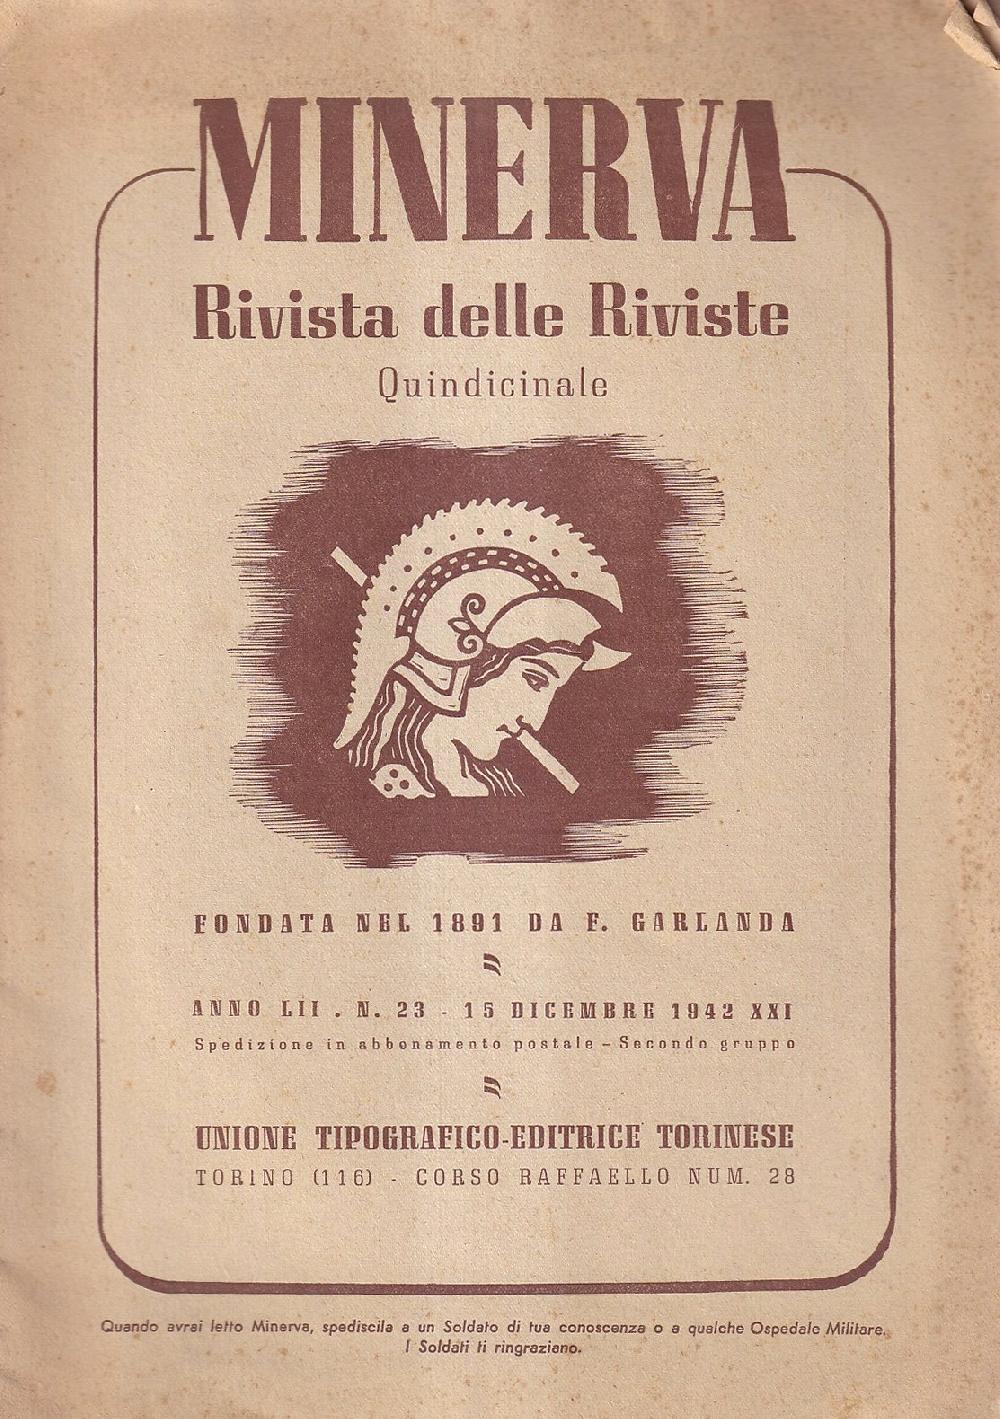 MINERVA
Rivista delle Riviste
Quindicinale
FONDATA NEL 1891 DA F. GARLANDA
ANNO LII . N. 23 - 15 DICEMBRE 1942 XXI
Spedizione in abbonamento postale - Secondo gruppo
UNIONE TIPOGRAFICO-EDITRICE TORINESE
TORINO (116) - CORSO RAFFAELLO NUM. 28
Quando avrai letto Minerva, spediscila a un Soldato di tua conoscenza o a qualche Ospedale Militare.
I Soldati ti ringraziano.